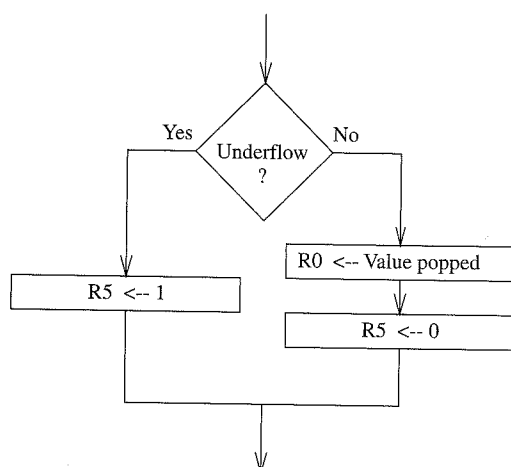 Yes
No
Underflow
?
R0 <-- Value popped
R5 <-- 1
R5 <-- 0